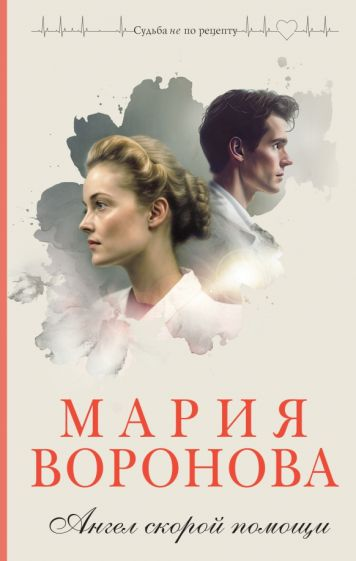 Судьба не по рецепту
МАРИЯ
ВОРОНОВА
Ангел скорой помощи